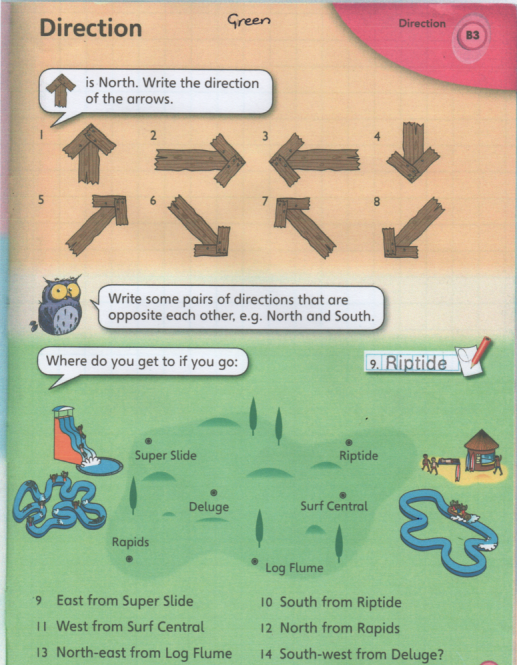 Direction
Green
Direction
B3
is North. Write the direction
of the arrows.
1
2
3
4
5
6
7
8
Write some pairs of directions that are
opposite each other, e.g. North and South.
Where do you get to if you go:
9. Riptide
Super Slide
Riptide
Deluge
Surf Central
Rapids
Log Flume
9 East from Super Slide
10 South from Riptide
11 West from Surf Central
12 North from Rapids
13 North-east from Log Flume
14 South-west from Deluge?